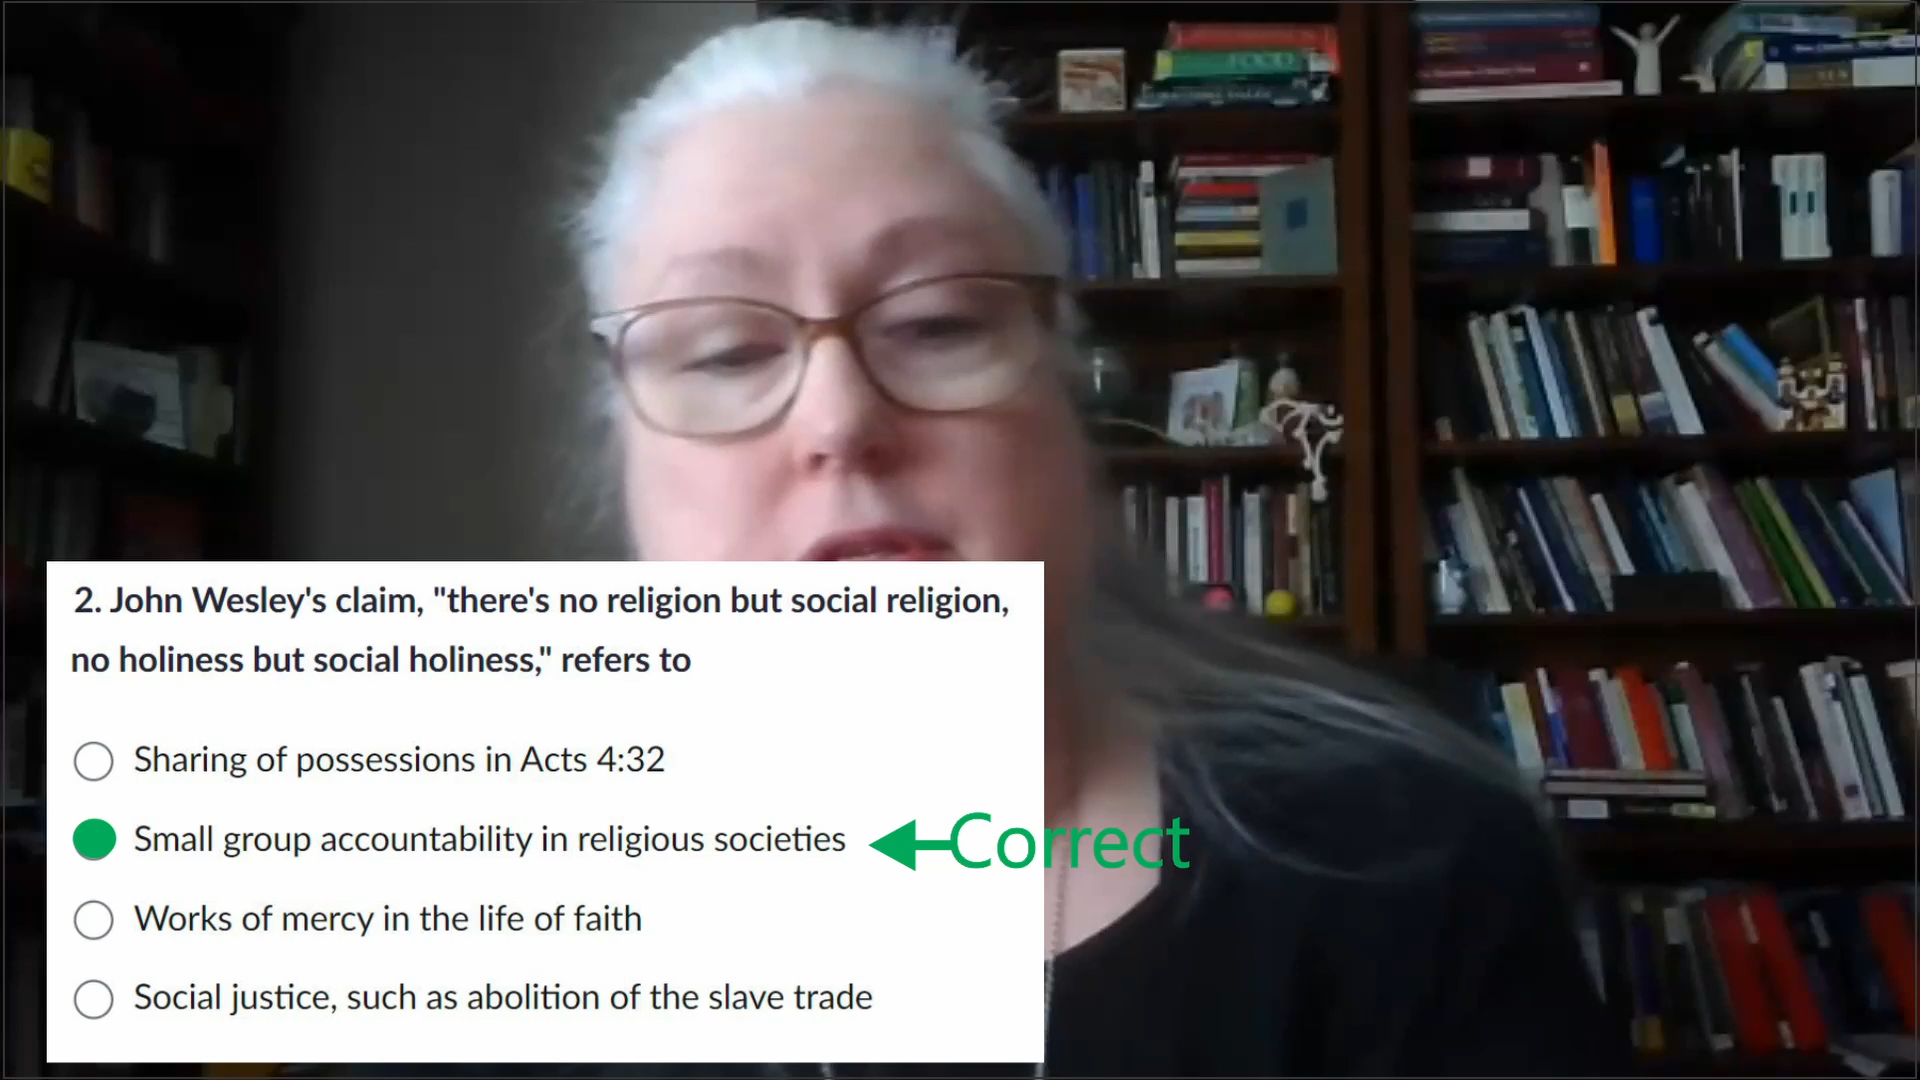 FOOD
2. John Wesley's claim, "there's no religion but social religion,
no holiness but social holiness," refers to
Sharing of possessions in Acts 4:32
Small group accountability in religious societies
Correct
Works of mercy in the life of faith
Social justice, such as abolition of the slave trade